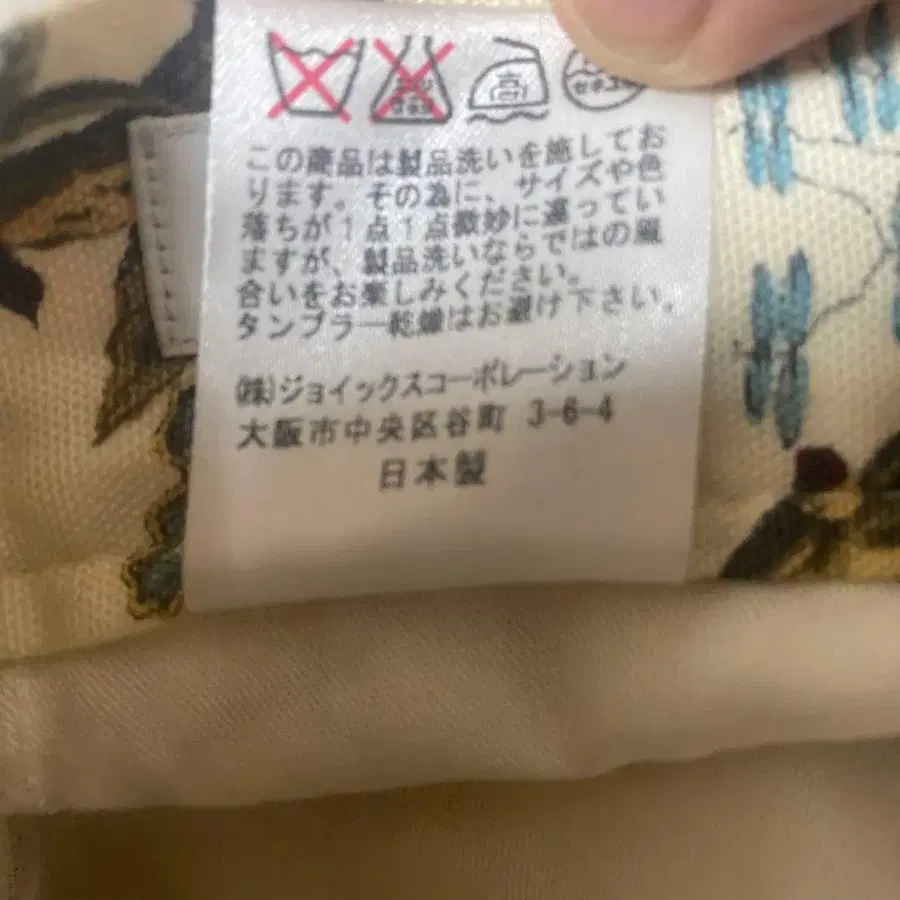 高
セキユ
この商品は製品洗いを施してお
ります。その為に、サイズや色
落ちが1点1点微妙に違ってい
ますが、製品洗いならではの風
合いをお楽しみください。
タンブラー乾燥はお避け下さい。
(株)ジョイックスコーポレーション
大阪市中央区谷町 3-6-4
日本製